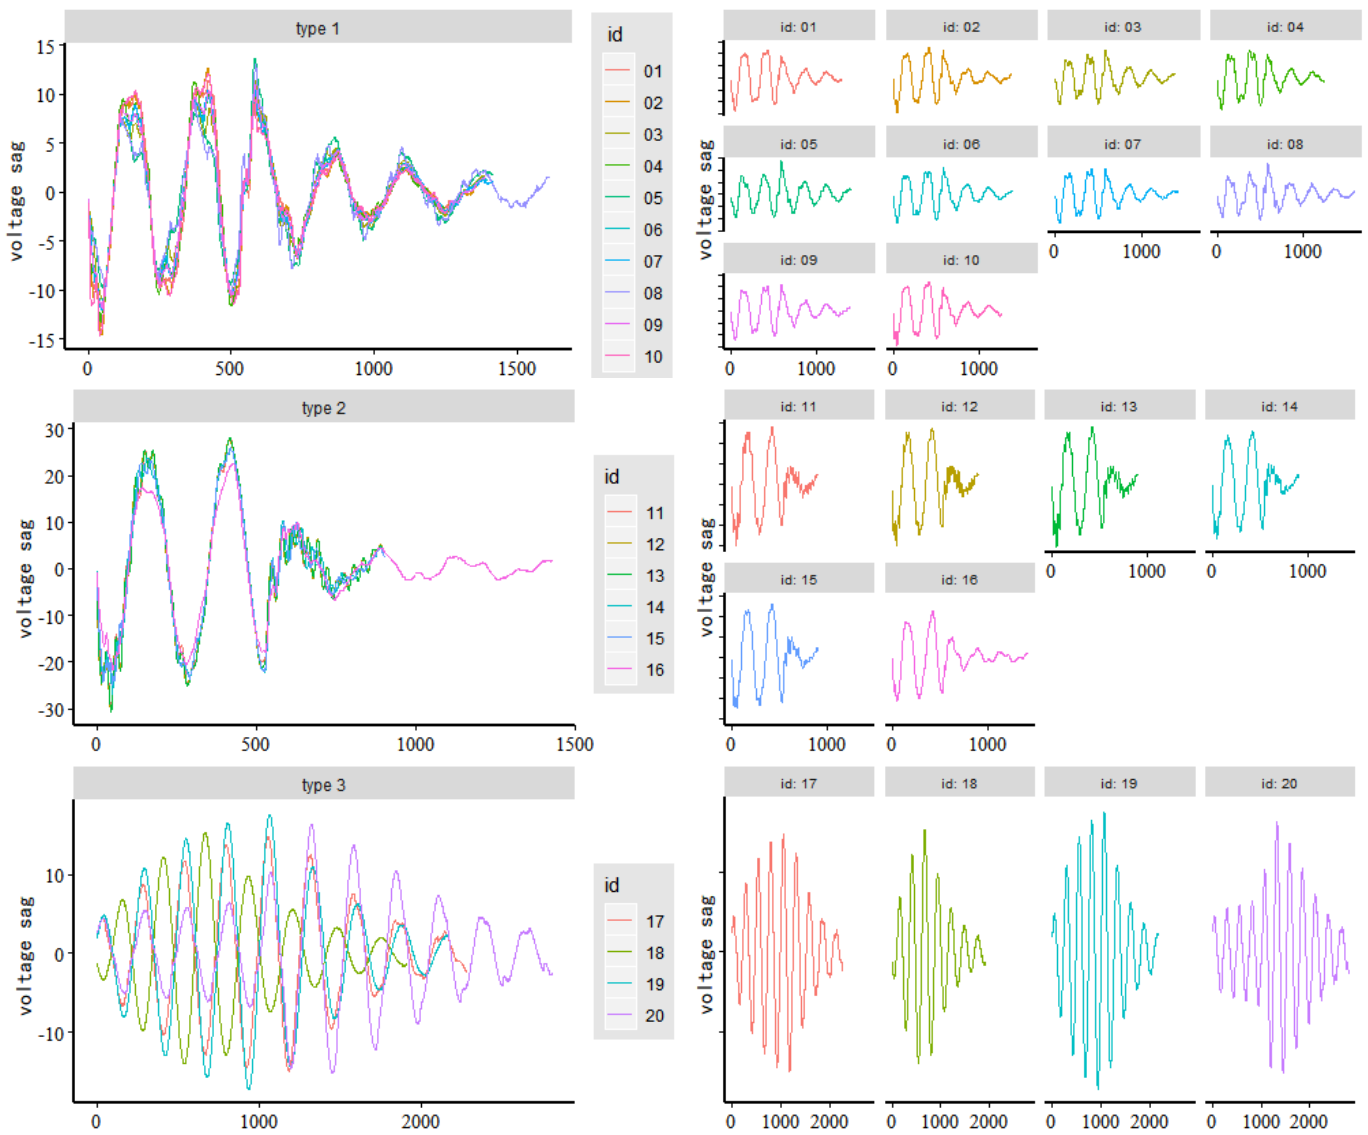 type 1
voltage sag
15
10
5
0
-5
-10
-15
0
500
1000
1500
id
01
02
03
04
05
06
07
08
09
10
id: 01
id: 02
id: 03
id: 04
id: 05
id: 06
id: 07
id: 08
voltage sag
0
1000
0
1000
id: 09
id: 10
0
1000
0
1000
type 2
voltage sag
30
20
10
0
-10
-20
-30
0
500
1000
1500
id
11
12
13
14
15
16
id: 11
id: 12
id: 13
id: 14
voltage sag
0
1000
0
1000
id: 15
id: 16
0
1000
0
1000
type 3
voltage sag
10
0
-10
0
1000
2000
id
17
18
19
20
id: 17
id: 18
id: 19
id: 20
voltage sag
0
1000
2000
0
1000
2000
0
1000
2000
0
1000
2000